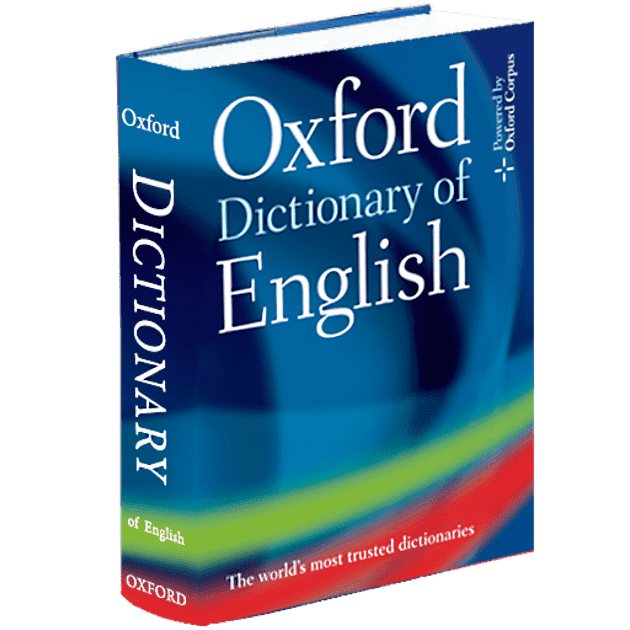 Oxford
DICTIONARY
of English
OXFORD
Oxford
Dictionary of
English
Powered by
Oxford Corpus
The world's most trusted dictionaries